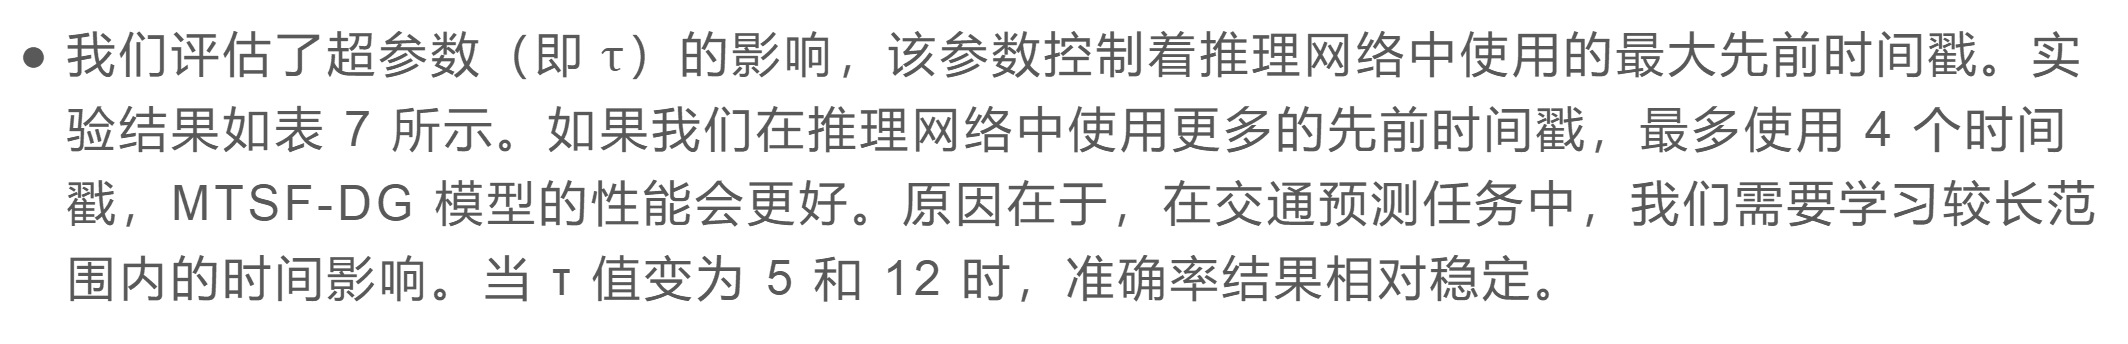 ● 我们评估了超参数（即 τ）的影响，该参数控制着推理网络中使用的最大先前时间戳。实
验结果如表 7 所示。如果我们在推理网络中使用更多的先前时间戳，最多使用 4 个时间
戳，MTSF-DG 模型的性能会更好。原因在于，在交通预测任务中，我们需要学习较长范
围内的时间影响。当 τ 值变为 5 和 12 时，准确率结果相对稳定。